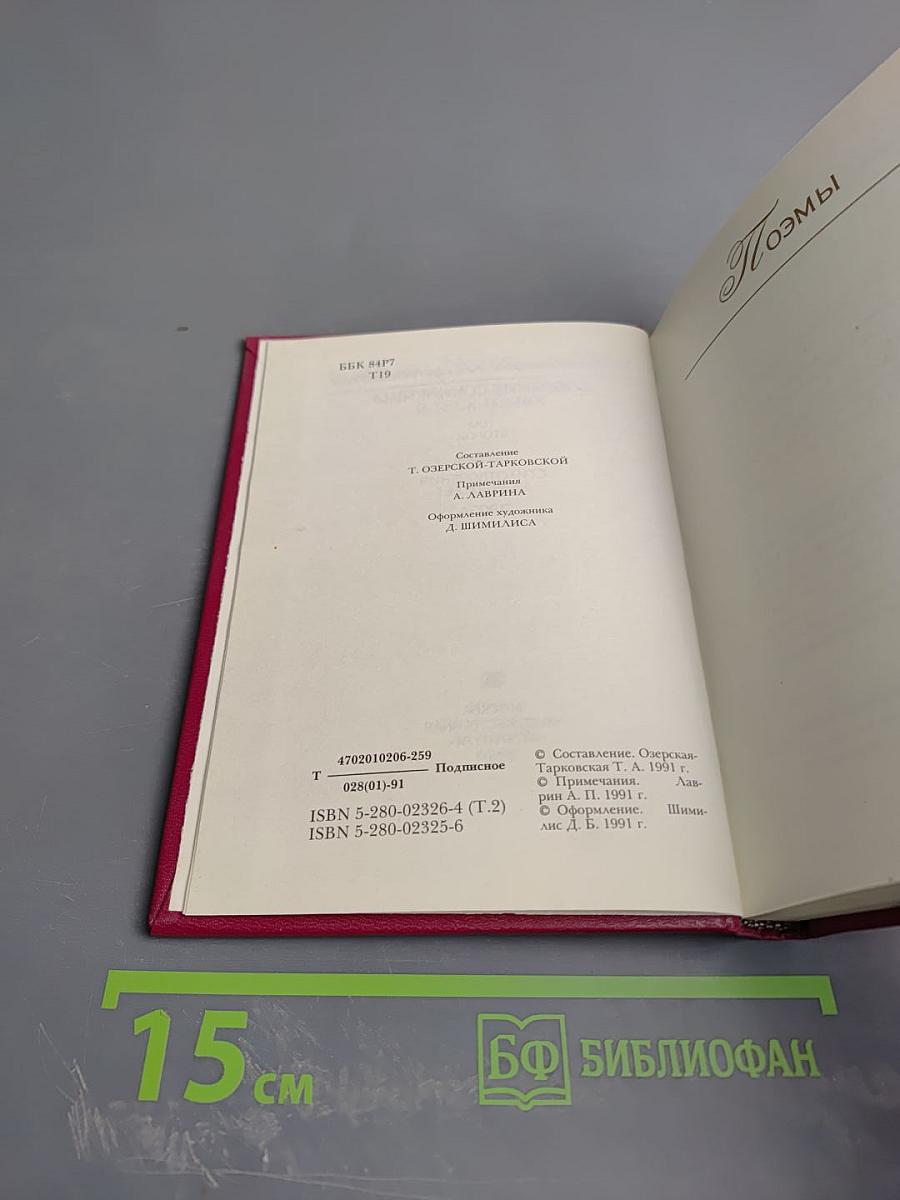 ББК 84Р7
Т19
Составление
Т. ОЗЕРСКОЙ-ТАРКОВСКОЙ
Примечания
А. ЛАВРИНА
Оформление художника
Д. ШИМИЛИСА
Т 4702010206-259 Подписное
028(01)-91
ISBN 5-280-02326-4 (Т.2)
ISBN 5-280-02325-6
© Составление. Озерская-
Тарковская Т. А. 1991 г.
© Примечания. Лав-
рин А. П. 1991 г.
© Оформление. Шими-
лис Д. Б. 1991 г.
Поэмы
15 см
БФ БИБЛИОФАН